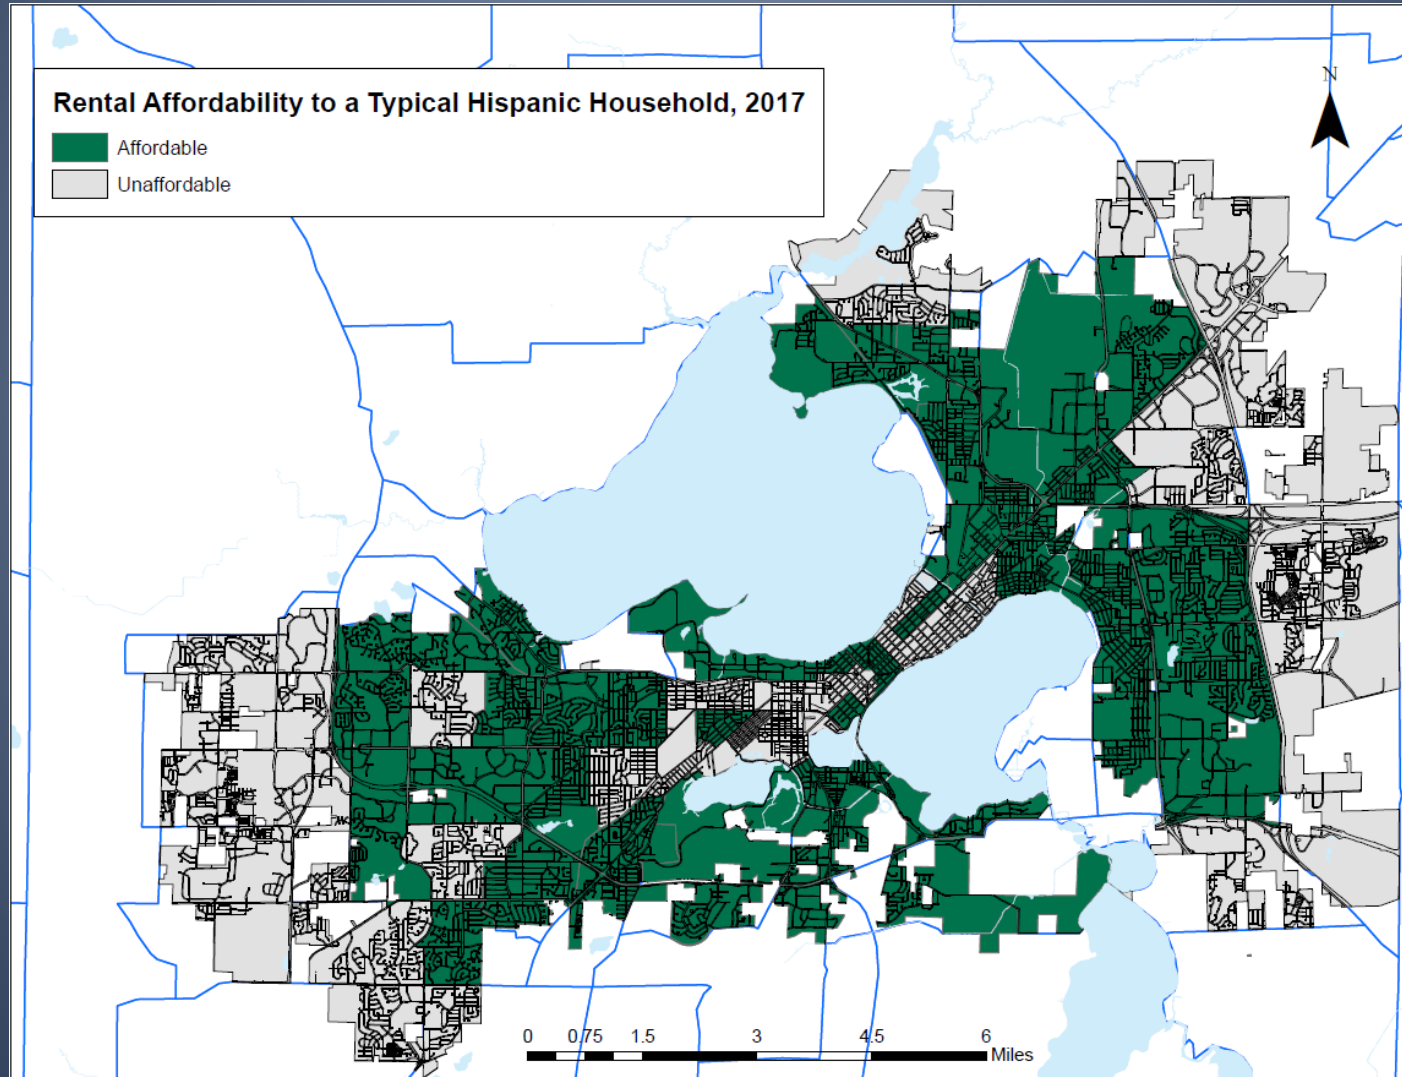 Rental Affordability to a Typical Hispanic Household, 2017
Affordable
Unaffordable
N
0 0.75 1.5 3 4.5 6
Miles